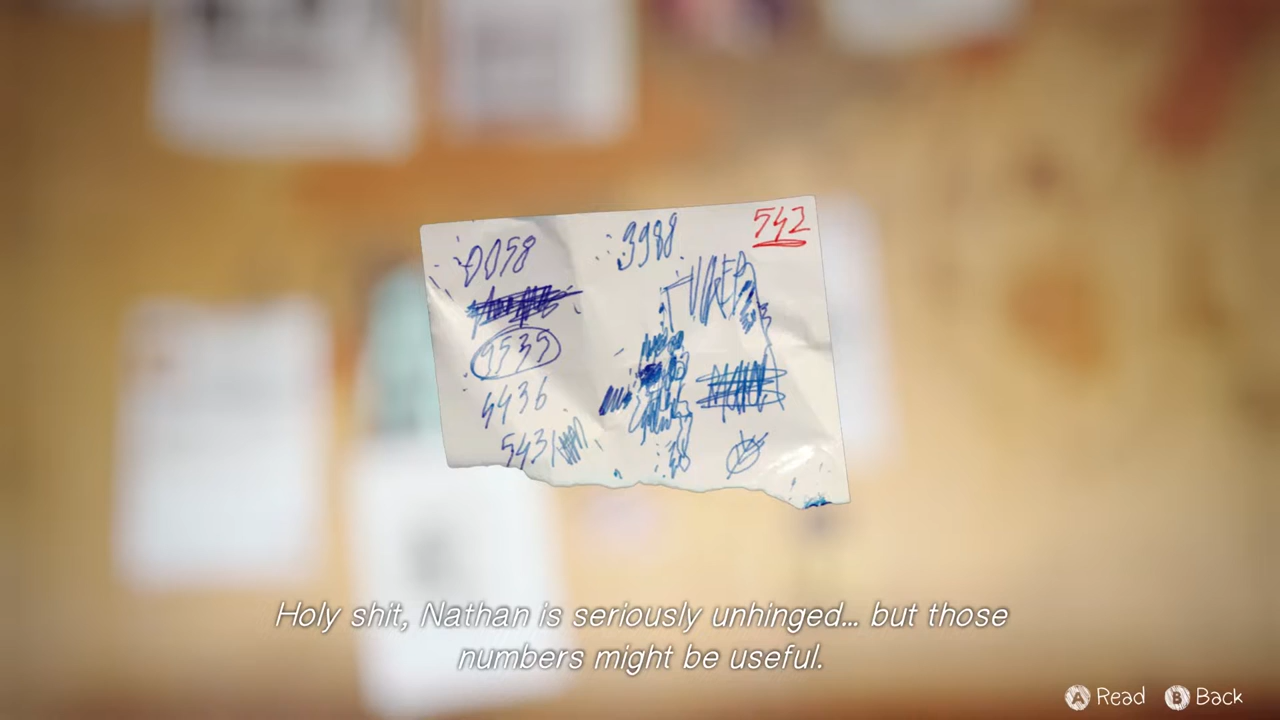 0058
3988
542
9539
4436
543
Holy shit, Nathan is seriously unhinged... but those
numbers might be useful.
A Read B Back